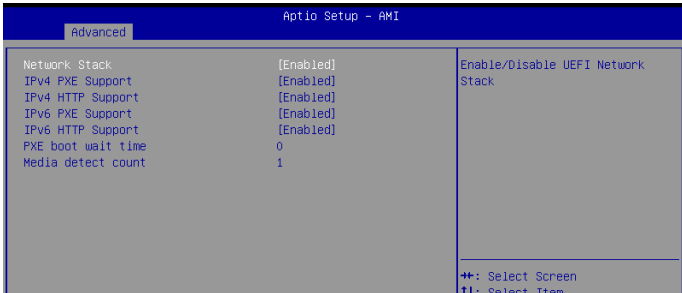 Aptio Setup – AMI
Advanced
Network Stack [Enabled]
IPv4 PXE Support [Enabled]
IPv4 HTTP Support [Enabled]
IPv6 PXE Support [Enabled]
IPv6 HTTP Support [Enabled]
PXE boot wait time 0
Media detect count 1
Enable/Disable UEFI Network
Stack
→←: Select Screen
↑↓: Select Item